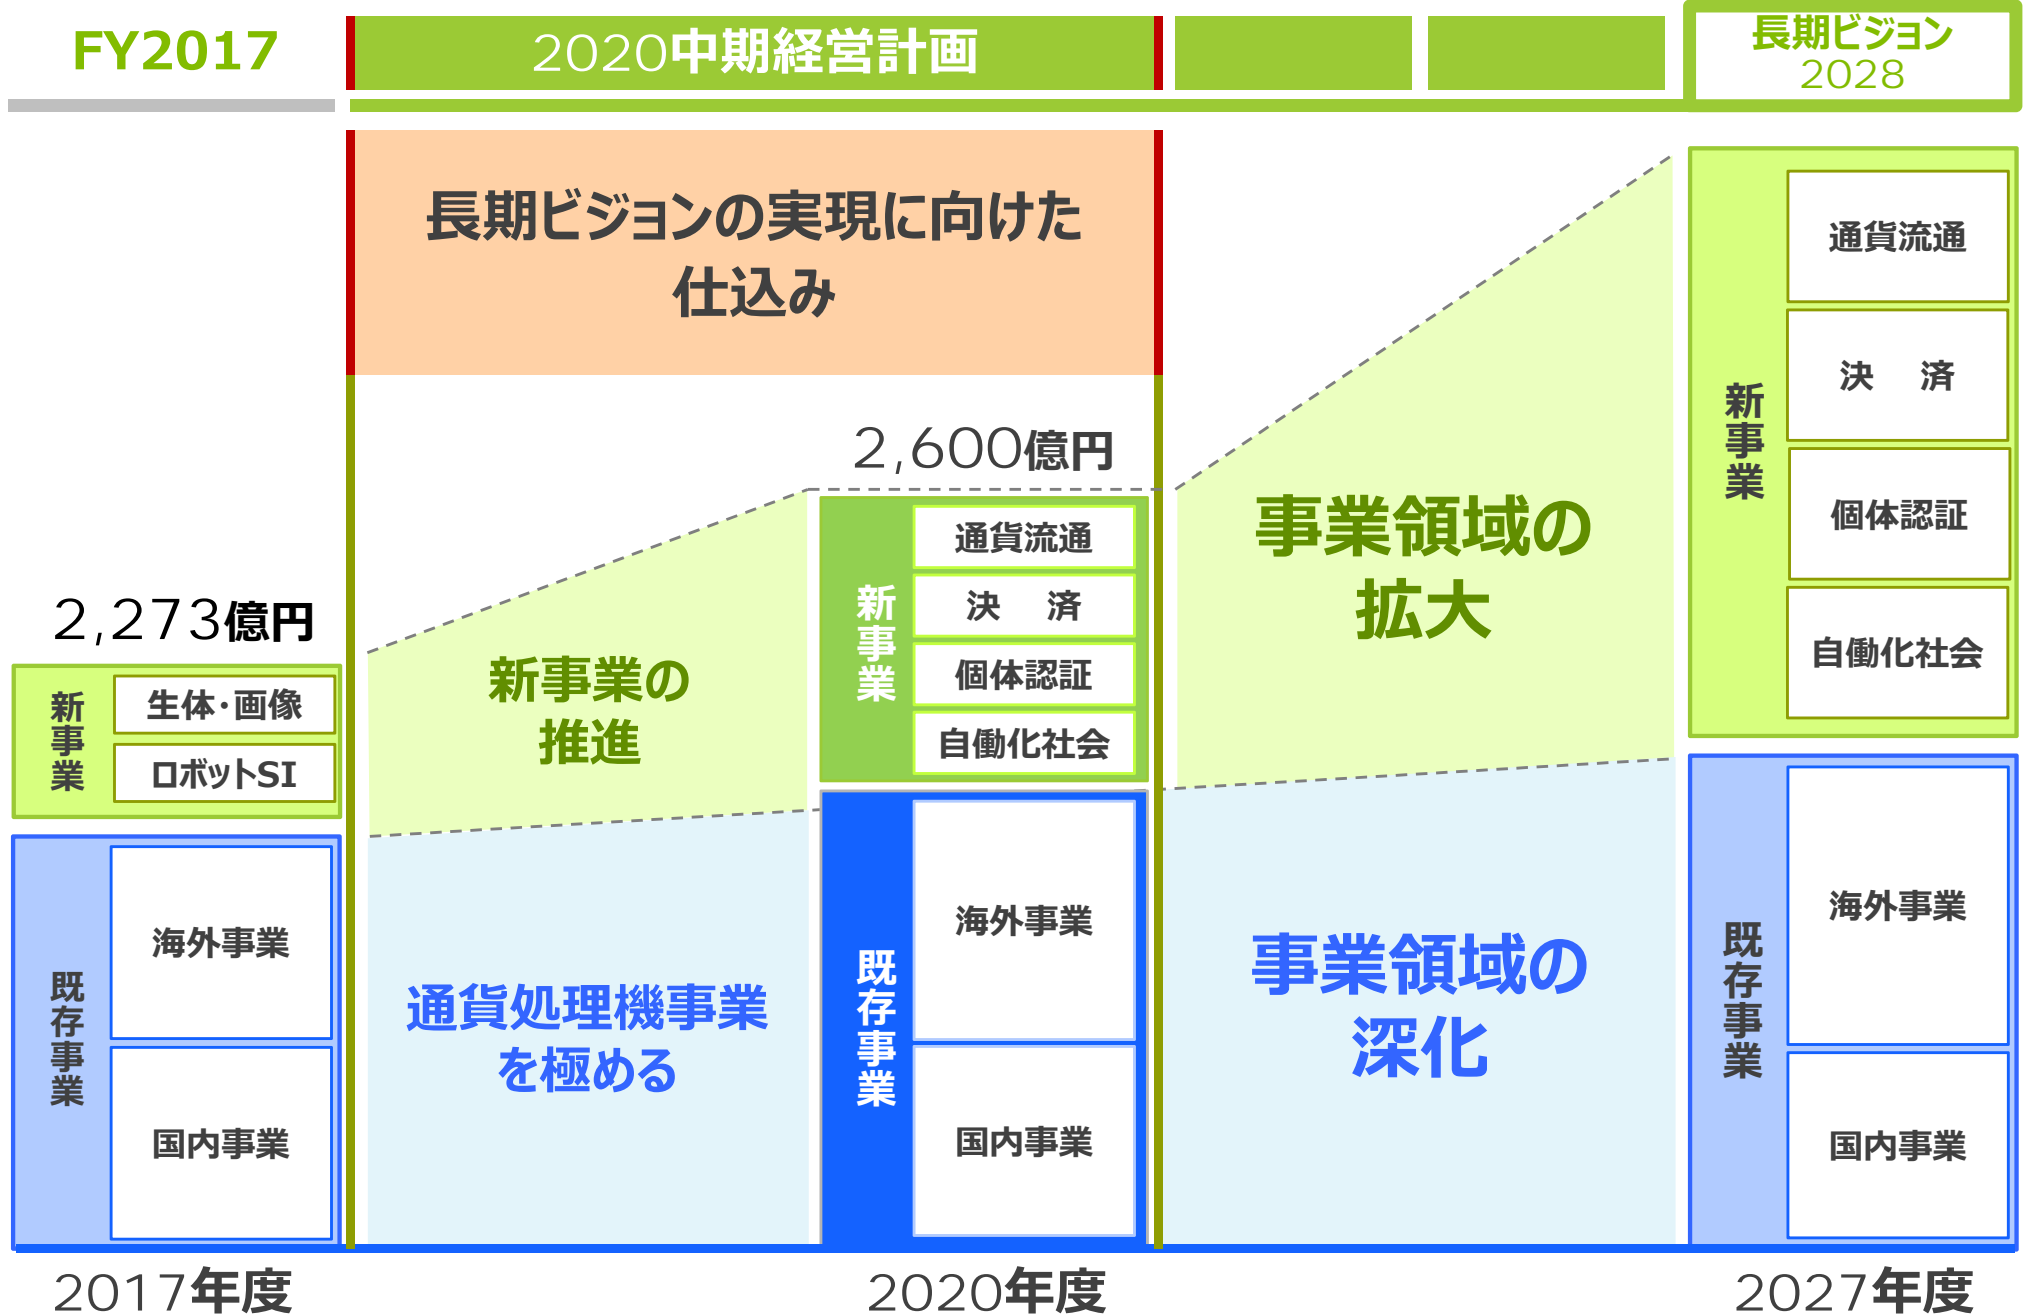 FY2017
2020中期経営計画
長期ビジョン
2028
長期ビジョンの実現に向けた
仕込み
2,273億円
新事業
生体・画像
ロボットSI
既存事業
海外事業
国内事業
新事業の
推進
通貨処理機事業
を極める
2,600億円
新事業
通貨流通
決　済
個体認証
自働化社会
既存事業
海外事業
国内事業
事業領域の
拡大
事業領域の
深化
新事業
通貨流通
決　済
個体認証
自働化社会
既存事業
海外事業
国内事業
2017年度
2020年度
2027年度